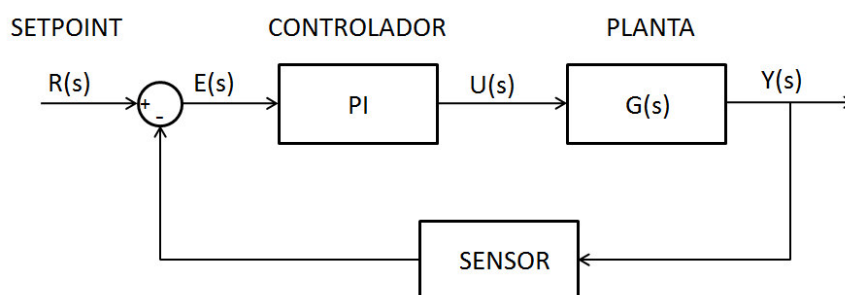 SETPOINT CONTROLADOR PLANTA
R(s) + - E(s) PI U(s) G(s) Y(s)
SENSOR